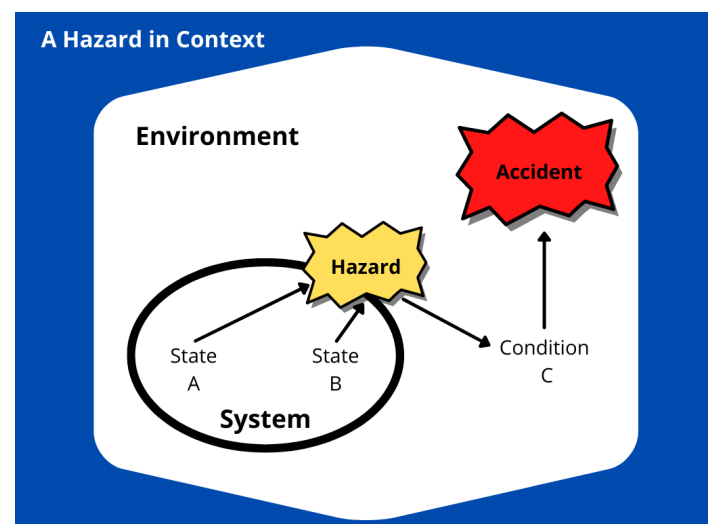 A Hazard in Context
Environment
Accident
Hazard
State
A
State
B
Condition
C
System